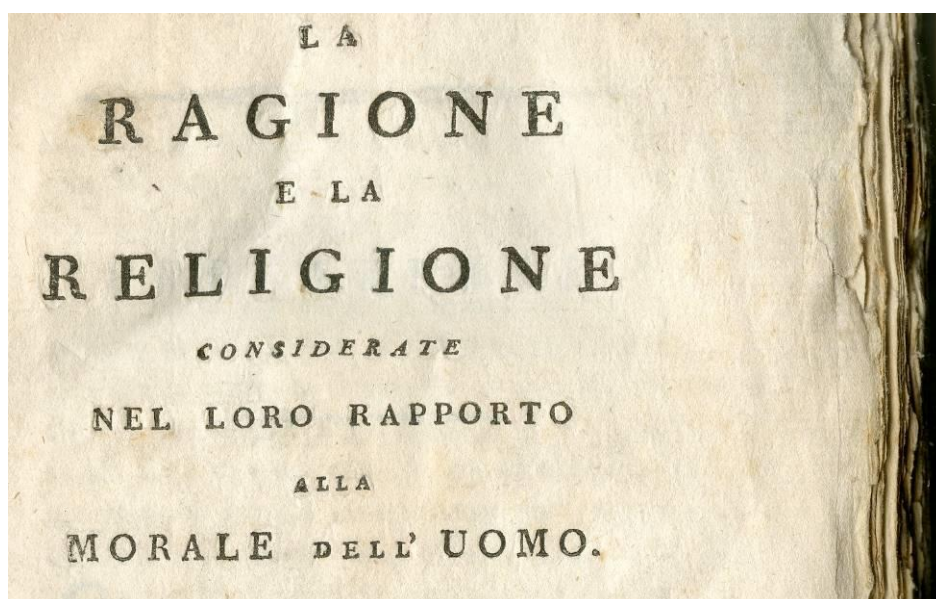 LA
RAGIONE
E LA
RELIGIONE
CONSIDERATE
NEL LORO RAPPORTO
ALLA
MORALE DELL' UOMO.